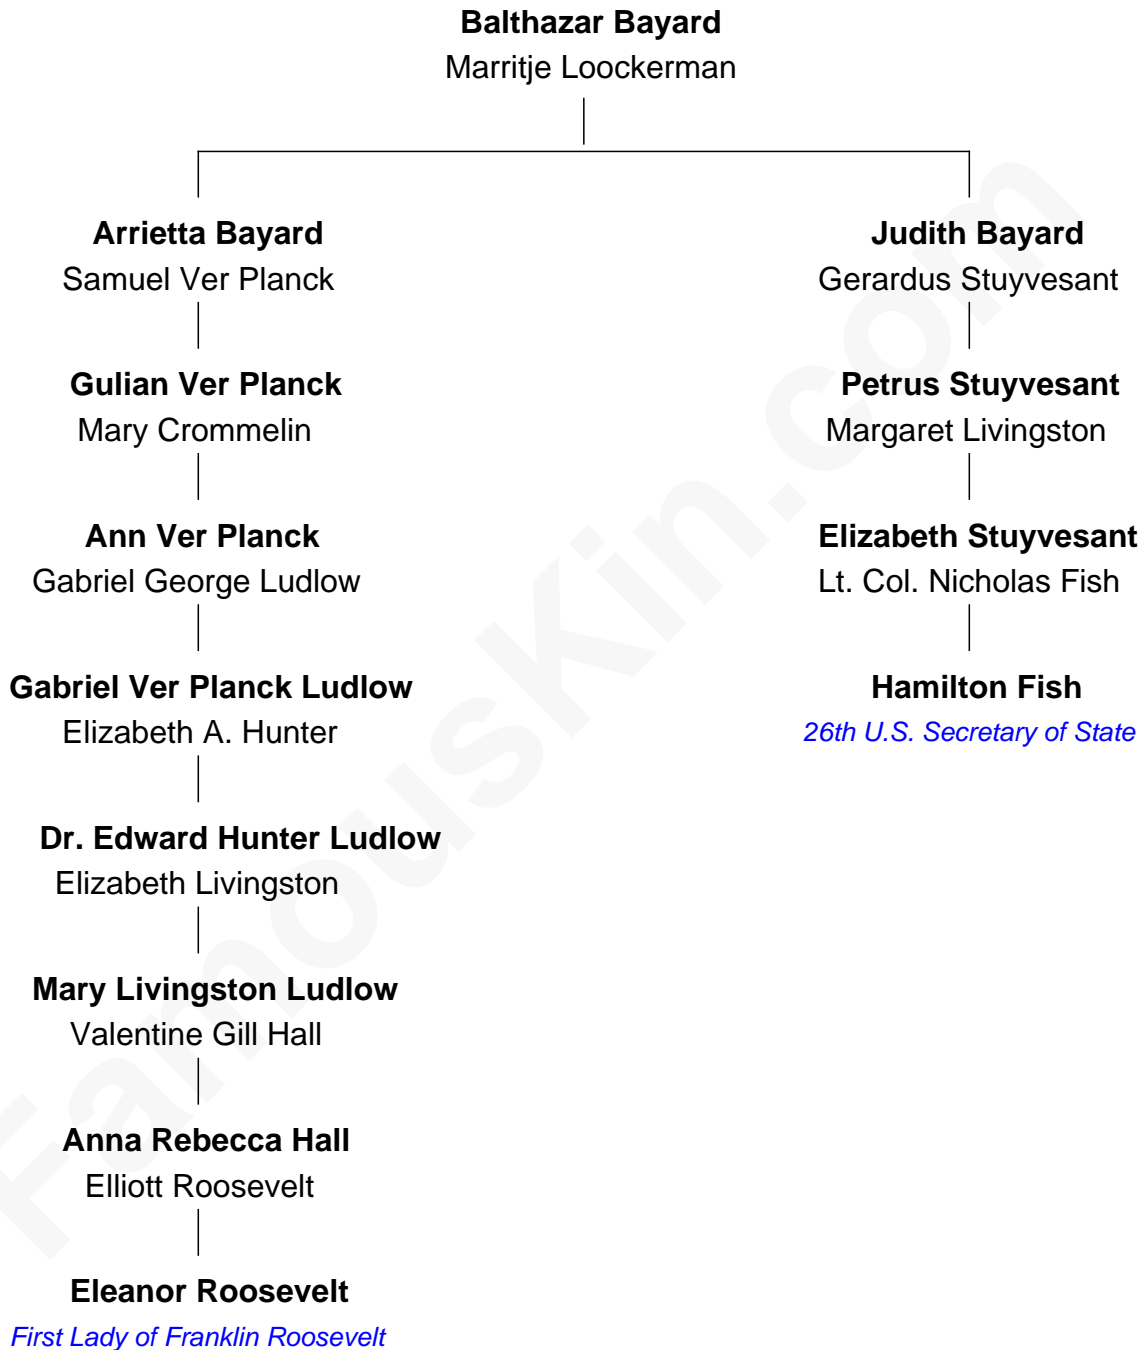 Balthazar Bayard
Marritje Loockerman
Arrietta Bayard
Samuel Ver Planck
Judith Bayard
Gerardus Stuyvesant
Gulian Ver Planck
Mary Crommelin
Petrus Stuyvesant
Margaret Livingston
Ann Ver Planck
Gabriel George Ludlow
Elizabeth Stuyvesant
Lt. Col. Nicholas Fish
Gabriel Ver Planck Ludlow
Elizabeth A. Hunter
Hamilton Fish
26th U.S. Secretary of State
Dr. Edward Hunter Ludlow
Elizabeth Livingston
Mary Livingston Ludlow
Valentine Gill Hall
Anna Rebecca Hall
Elliott Roosevelt
Eleanor Roosevelt
First Lady of Franklin Roosevelt
FamousKin.com